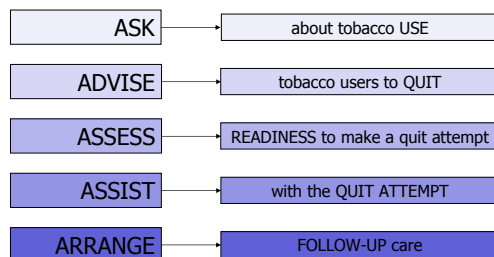 ASK
about tobacco USE
ADVISE
tobacco users to QUIT
ASSESS
READINESS to make a quit attempt
ASSIST
with the QUIT ATTEMPT
ARRANGE
FOLLOW-UP care